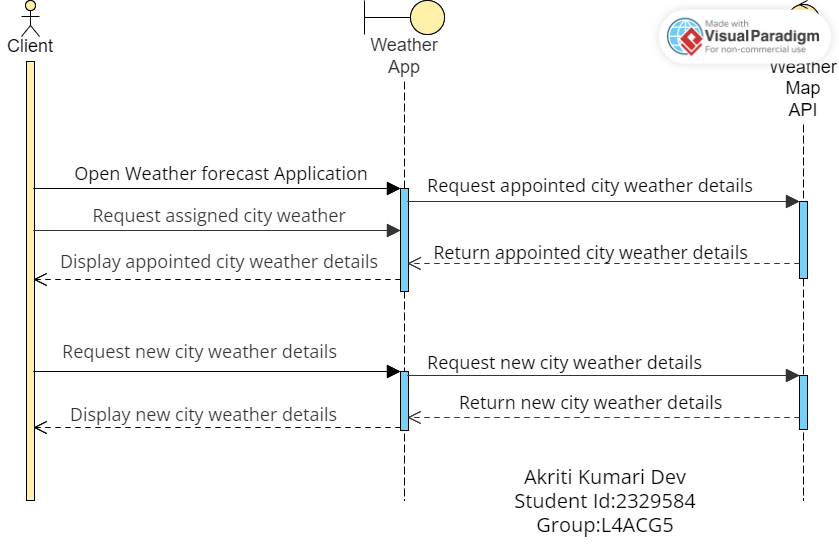 Made with
VisualParadigm
For non-commercial use
Client
Weather
App
Weather
Map
API
Open Weather forecast Application
Request appointed city weather details
Request assigned city weather
Return appointed city weather details
Display appointed city weather details
Request new city weather details
Request new city weather details
Return new city weather details
Display new city weather details
Akriti Kumari Dev
Student Id:2329584
Group:L4ACG5